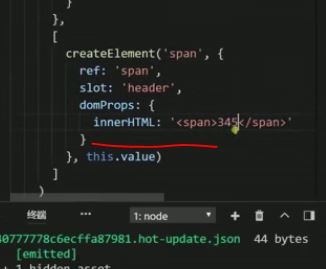 }
},
[
createElement('span', {
ref: 'span',
slot: 'header',
domProps: {
innerHTML: '<span>345</span>'
}
}, this.value)
]
)
终端 ... 1: node
40777778c6ecffa87981.hot-update.json 44 bytes
[emitted]
+ 1 hidden asset